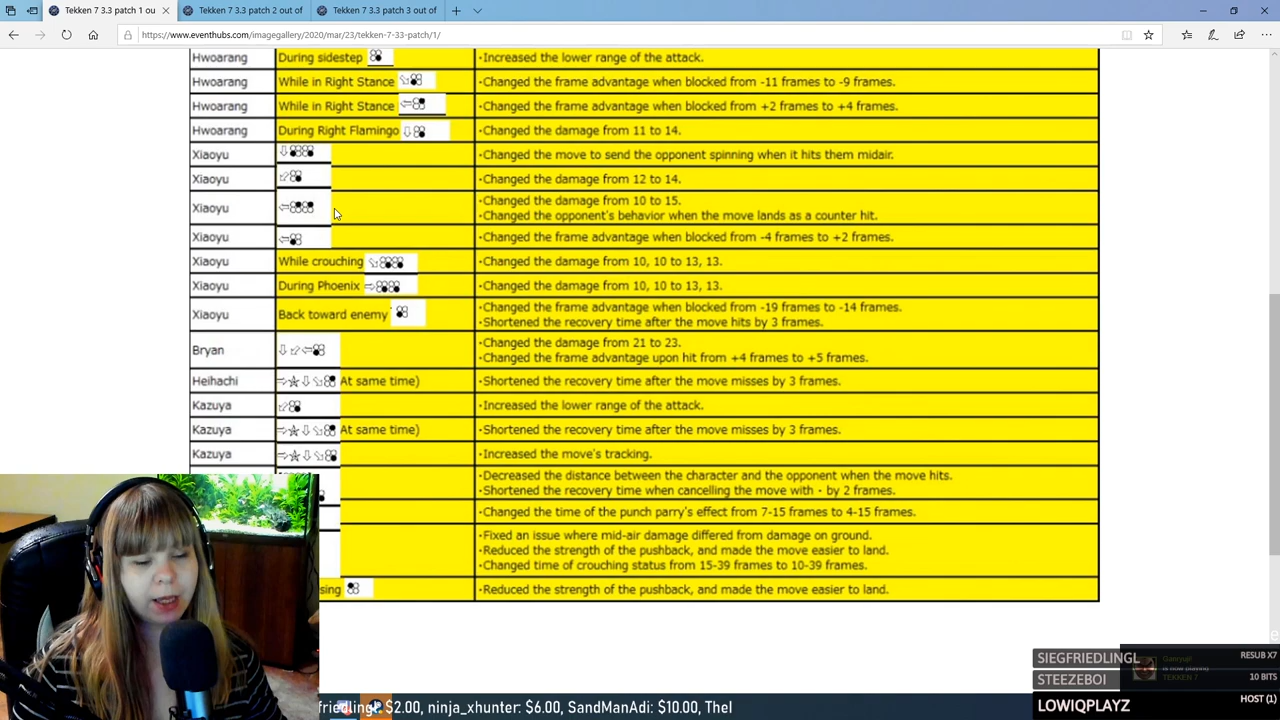 Tekken 7 3.3 patch 1 ou
Tekken 7 3.3 patch 2 out of
Tekken 7 3.3 patch 3 out of
https://www.eventhubs.com/imagegallery/2020/mar/23/tekken-7-33-patch/1/
Hwoarang During sidestep •Increased the lower range of the attack.
Hwoarang While in Right Stance •Changed the frame advantage when blocked from -11 frames to -9 frames.
Hwoarang While in Right Stance •Changed the frame advantage when blocked from +2 frames to +4 frames.
Hwoarang During Right Flamingo •Changed the damage from 11 to 14.
Xiaoyu •Changed the move to send the opponent spinning when it hits them midair.
Xiaoyu •Changed the damage from 12 to 14.
Xiaoyu •Changed the damage from 10 to 15.
•Changed the opponent's behavior when the move lands as a counter hit.
Xiaoyu •Changed the frame advantage when blocked from -4 frames to +2 frames.
Xiaoyu While crouching •Changed the damage from 10, 10 to 13, 13.
Xiaoyu During Phoenix •Changed the damage from 10, 10 to 13, 13.
Xiaoyu Back toward enemy •Changed the frame advantage when blocked from -19 frames to -14 frames.
•Shortened the recovery time after the move hits by 3 frames.
Bryan •Changed the damage from 21 to 23.
•Changed the frame advantage upon hit from +4 frames to +5 frames.
Heihachi At same time) •Shortened the recovery time after the move misses by 3 frames.
Kazuya •Increased the lower range of the attack.
Kazuya At same time) •Shortened the recovery time after the move misses by 3 frames.
Kazuya •Increased the move's tracking.
•Decreased the distance between the character and the opponent when the move hits.
•Shortened the recovery time when cancelling the move with • by 2 frames.
•Changed the time of the punch parry's effect from 7-15 frames to 4-15 frames.
•Fixed an issue where mid-air damage differed from damage on ground.
•Reduced the strength of the pushback, and made the move easier to land.
•Changed time of crouching status from 15-39 frames to 10-39 frames.
sing •Reduced the strength of the pushback, and made the move easier to land.
SIEGFRIEDLINGL RESUB X7
STEEZEBOI 10 BITS
LOWIQPLAYZ HOST (1)
Ganryu
is now playing
TEKKEN 7
friedlingl: $2.00, ninja_xhunter: $6.00, SandManAdi: $10.00, Thel